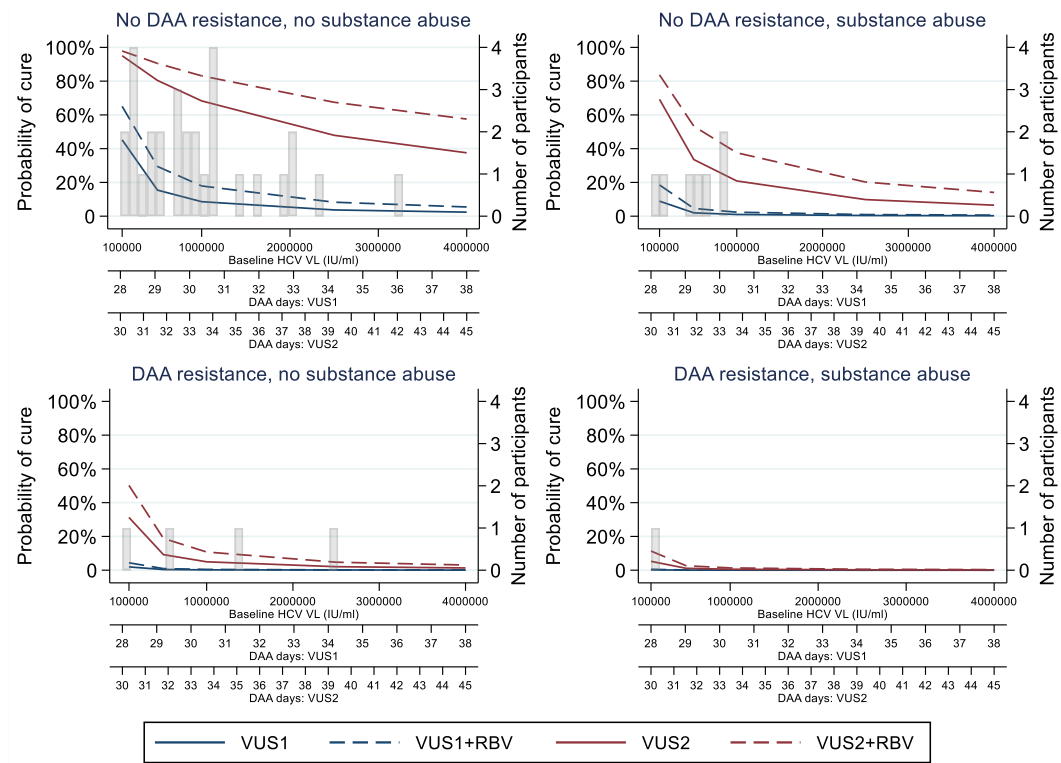 No DAA resistance, no substance abuse
Probability of cure
100%
80%
60%
40%
20%
0
4
3
2
1
0
Number of participants
100000 1000000 2000000 3000000 4000000
Baseline HCV VL (IU/ml)
28 29 30 31 32 33 34 35 36 37 38
DAA days: VUS1
30 31 32 33 34 35 36 37 38 39 40 41 42 43 44 45
DAA days: VUS2
No DAA resistance, substance abuse
Probability of cure
100%
80%
60%
40%
20%
0
4
3
2
1
0
Number of participants
100000 1000000 2000000 3000000 4000000
Baseline HCV VL (IU/ml)
28 29 30 31 32 33 34 35 36 37 38
DAA days: VUS1
30 31 32 33 34 35 36 37 38 39 40 41 42 43 44 45
DAA days: VUS2
DAA resistance, no substance abuse
Probability of cure
100%
80%
60%
40%
20%
0
4
3
2
1
0
Number of participants
100000 1000000 2000000 3000000 4000000
Baseline HCV VL (IU/ml)
28 29 30 31 32 33 34 35 36 37 38
DAA days: VUS1
30 31 32 33 34 35 36 37 38 39 40 41 42 43 44 45
DAA days: VUS2
DAA resistance, substance abuse
Probability of cure
100%
80%
60%
40%
20%
0
4
3
2
1
0
Number of participants
100000 1000000 2000000 3000000 4000000
Baseline HCV VL (IU/ml)
28 29 30 31 32 33 34 35 36 37 38
DAA days: VUS1
30 31 32 33 34 35 36 37 38 39 40 41 42 43 44 45
DAA days: VUS2
VUS1 VUS1+RBV VUS2 VUS2+RBV